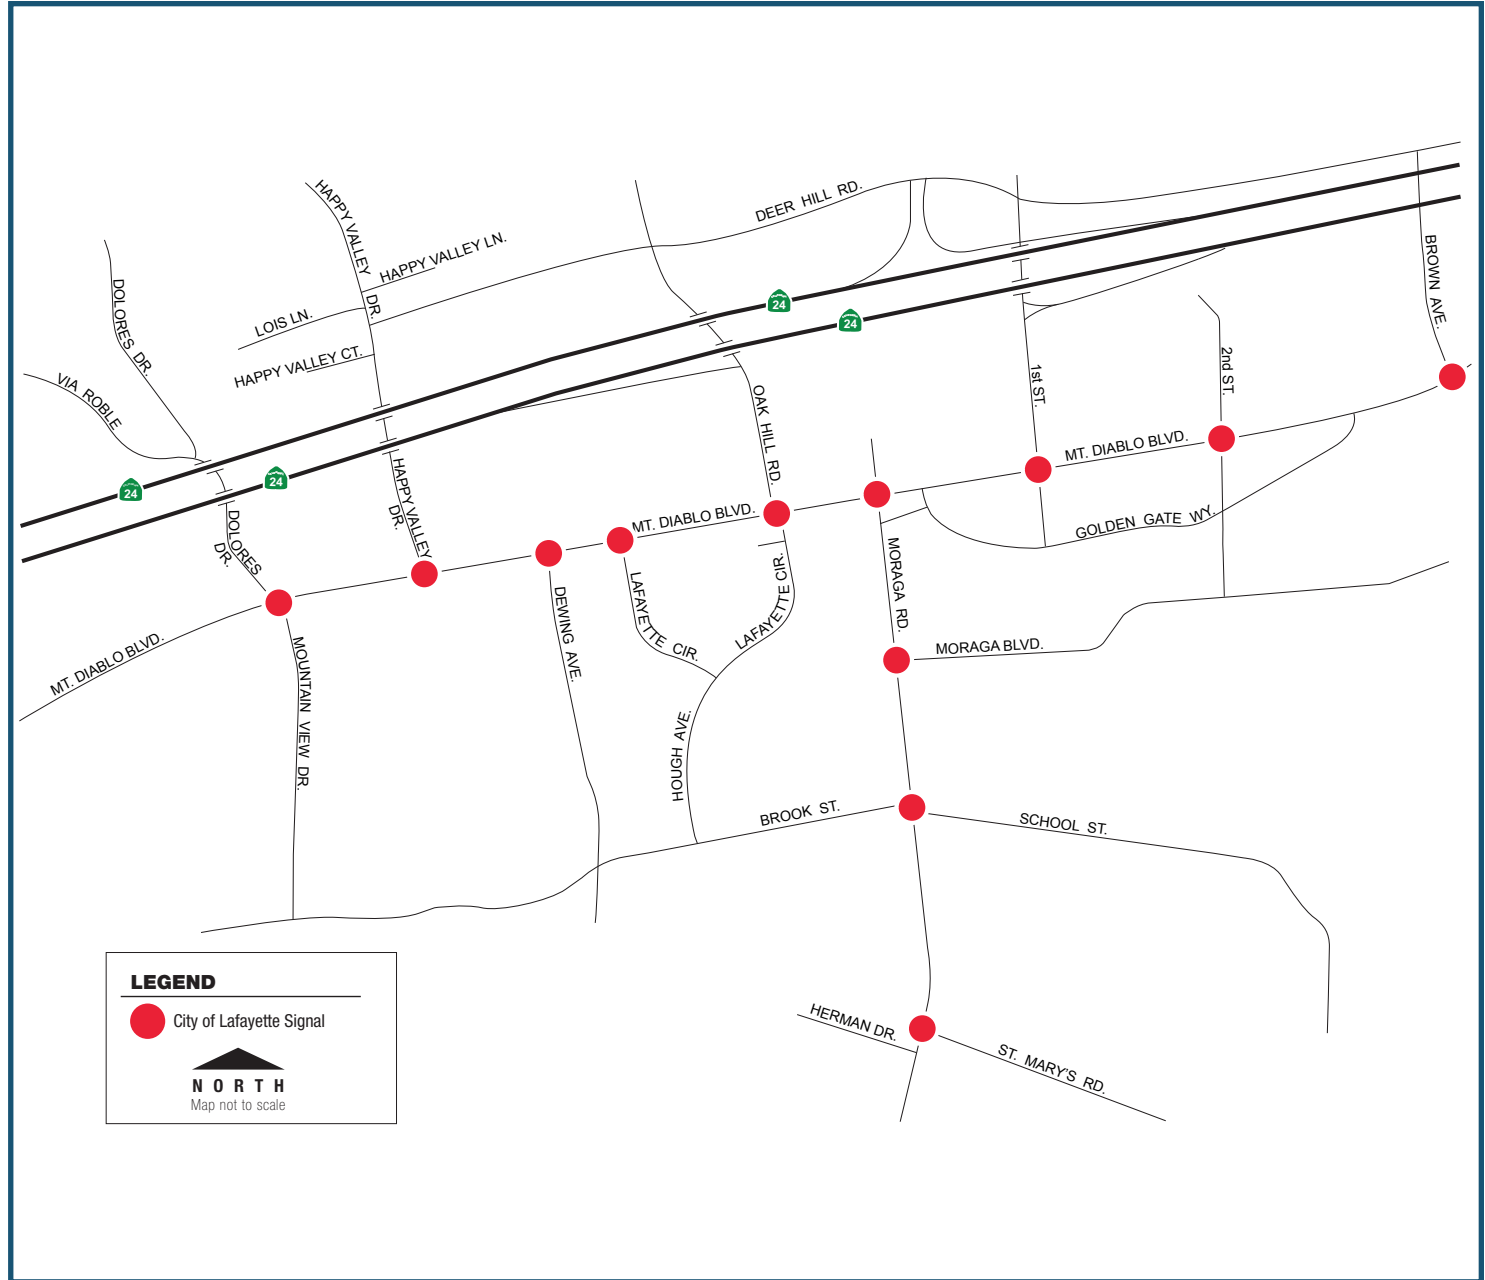 HAPPY VALLEY DR.
DEER HILL RD.
HAPPY VALLEY LN.
DOLORES DR.
LOIS LN.
HAPPY VALLEY CT.
VIA ROBLE
BROWN AVE.
24
24
24
24
1st ST.
2nd ST.
OAK HILL RD.
MT. DIABLO BLVD.
HAPPY VALLEY
DR.
DOLORES
DR.
MT. DIABLO BLVD.
GOLDEN GATE WY.
MORAGA RD.
LAFAYETTE CIR.
LAFAYETTE CIR.
DEWING AVE.
MT. DIABLO BLVD.
MOUNTAIN VIEW DR.
MORAGA BLVD.
HOUGH AVE.
BROOK ST.
SCHOOL ST.
HERMAN DR.
ST. MARY'S RD.
LEGEND
City of Lafayette Signal
NORTH
Map not to scale